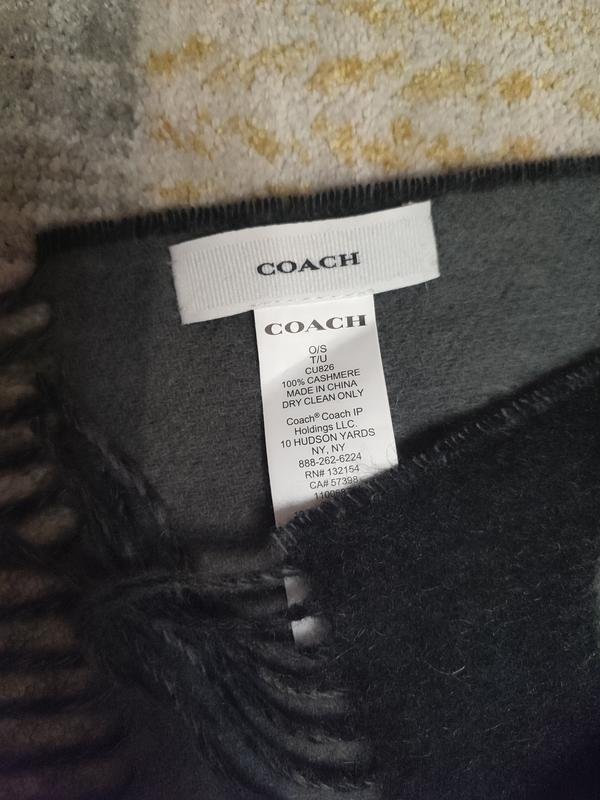 COACH
COACH
O/S
T/U
CU826
100% CASHMERE
MADE IN CHINA
DRY CLEAN ONLY
Coach® Coach IP
Holdings LLC.
10 HUDSON YARDS
NY, NY
888-262-6224
RN# 132154
CA# 57398